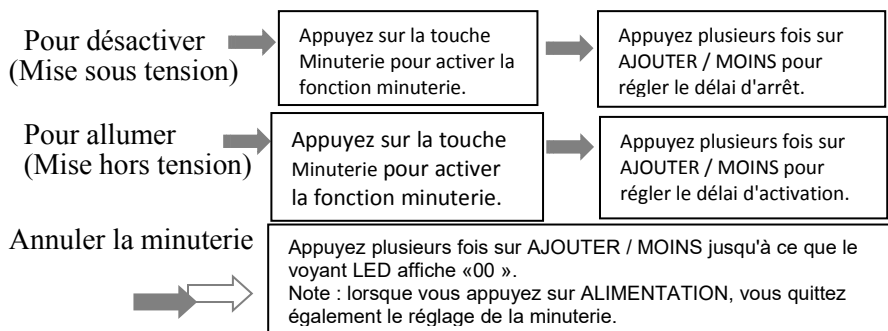 Pour désactiver
(Mise sous tension)
Appuyez sur la touche
Minuterie pour activer la
fonction minuterie.
Appuyez plusieurs fois sur
AJOUTER / MOINS pour
régler le délai d'arrêt.
Pour allumer
(Mise hors tension)
Appuyez sur la touche
Minuterie pour activer
la fonction minuterie.
Appuyez plusieurs fois sur
AJOUTER / MOINS pour
régler le délai d'activation.
Annuler la minuterie
Appuyez plusieurs fois sur AJOUTER / MOINS jusqu'à ce que le
voyant LED affiche «00 ».
Note : lorsque vous appuyez sur ALIMENTATION, vous quittez
également le réglage de la minuterie.